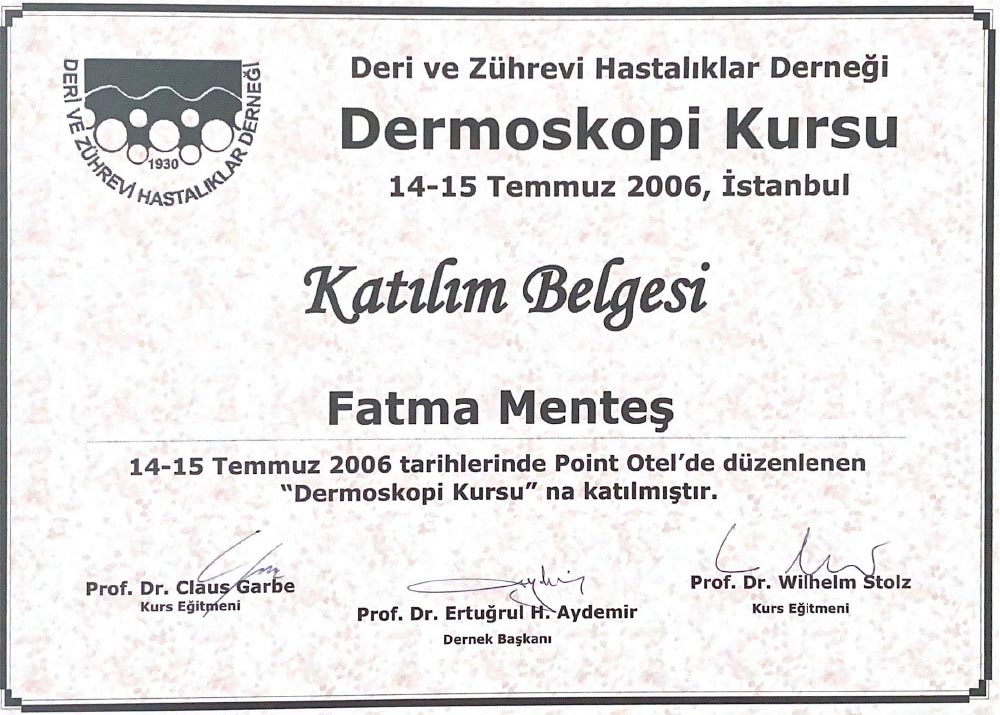 DERİ VE ZÜHREVİ HASTALIKLAR DERNEĞİ
1930
Deri ve Zührevi Hastalıklar Derneği
Dermoskopi Kursu
14-15 Temmuz 2006, İstanbul
Katılım Belgesi
Fatma Menteş
14-15 Temmuz 2006 tarihlerinde Point Otel’de düzenlenen
“Dermoskopi Kursu” na katılmıştır.
Prof. Dr. Claus Garbe
Kurs Eğitmeni
Prof. Dr. Ertuğrul H. Aydemir
Dernek Başkanı
Prof. Dr. Wilhelm Stolz
Kurs Eğitmeni